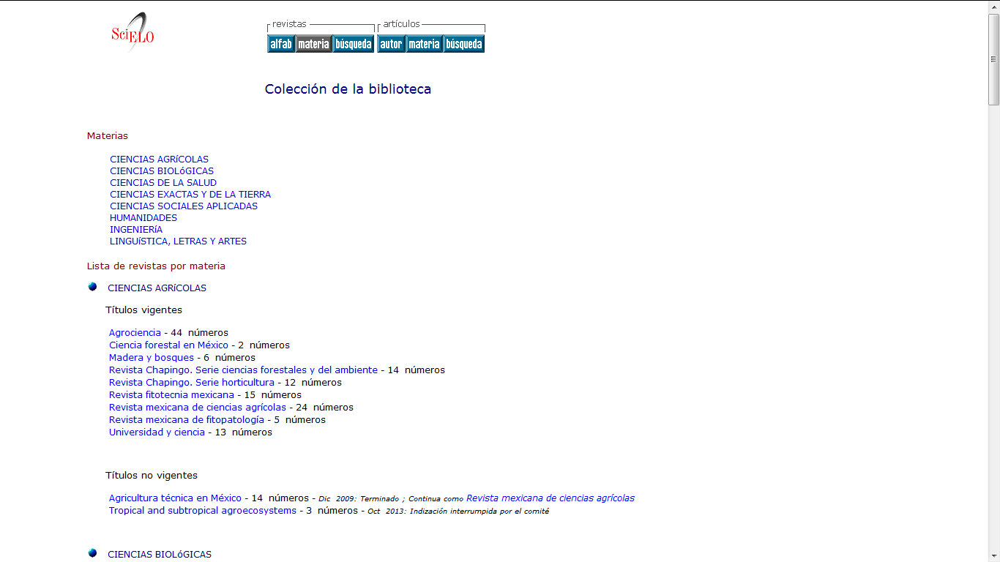 SciELO
revistas
artículos
alfab materia búsqueda autor materia búsqueda
Colección de la biblioteca
Materias
CIENCIAS AGRíCOLAS
CIENCIAS BIOLóGICAS
CIENCIAS DE LA SALUD
CIENCIAS EXACTAS Y DE LA TIERRA
CIENCIAS SOCIALES APLICADAS
HUMANIDADES
INGENIERíA
LINGUíSTICA, LETRAS Y ARTES
Lista de revistas por materia
CIENCIAS AGRíCOLAS
Títulos vigentes
Agrociencia - 44 números
Ciencia forestal en México - 2 números
Madera y bosques - 6 números
Revista Chapingo. Serie ciencias forestales y del ambiente - 14 números
Revista Chapingo. Serie horticultura - 12 números
Revista fitotecnia mexicana - 15 números
Revista mexicana de ciencias agrícolas - 24 números
Revista mexicana de fitopatología - 5 números
Universidad y ciencia - 13 números
Títulos no vigentes
Agricultura técnica en México - 14 números - Dic 2009: Terminado ; Continua como Revista mexicana de ciencias agrícolas
Tropical and subtropical agroecosystems - 3 números - Oct 2013: Indización interrumpida por el comité
CIENCIAS BIOLóGICAS